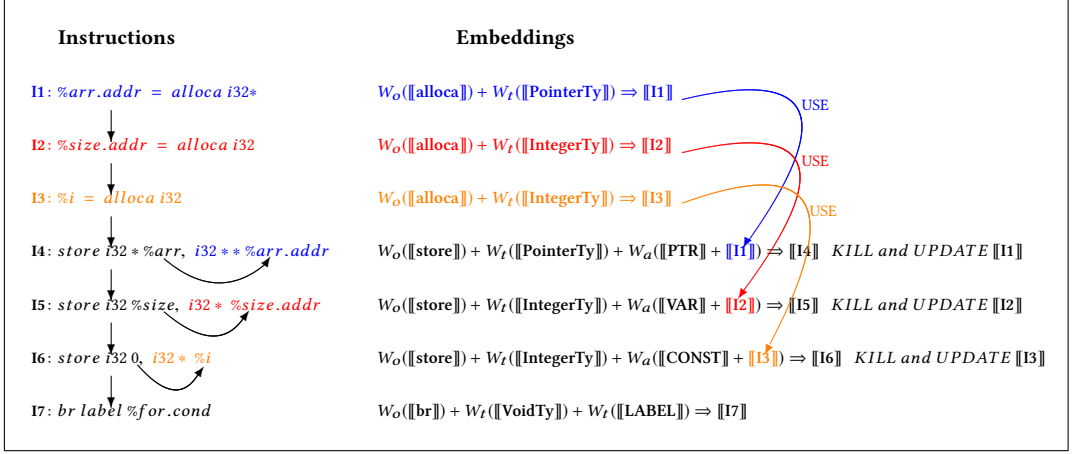 Instructions Embeddings
I1: %arr.addr = alloca i32* W_o(⟦alloca⟧) + W_t(⟦PointerTy⟧) ⇒ ⟦I1⟧
USE
I2: %size.addr = alloca i32 W_o(⟦alloca⟧) + W_t(⟦IntegerTy⟧) ⇒ ⟦I2⟧
USE
I3: %i = alloca i32 W_o(⟦alloca⟧) + W_t(⟦IntegerTy⟧) ⇒ ⟦I3⟧
USE
I4: store i32 * %arr, i32 * * %arr.addr W_o(⟦store⟧) + W_t(⟦PointerTy⟧) + W_a(⟦PTR⟧ + ⟦I1⟧) ⇒ ⟦I4⟧ KILL and UPDATE ⟦I1⟧
I5: store i32 %size, i32 * %size.addr W_o(⟦store⟧) + W_t(⟦IntegerTy⟧) + W_a(⟦VAR⟧ + ⟦I2⟧) ⇒ ⟦I5⟧ KILL and UPDATE ⟦I2⟧
I6: store i32 0, i32 * %i W_o(⟦store⟧) + W_t(⟦IntegerTy⟧) + W_a(⟦CONST⟧ + ⟦I3⟧) ⇒ ⟦I6⟧ KILL and UPDATE ⟦I3⟧
I7: br label %for.cond W_o(⟦br⟧) + W_t(⟦VoidTy⟧) + W_t(⟦LABEL⟧) ⇒ ⟦I7⟧